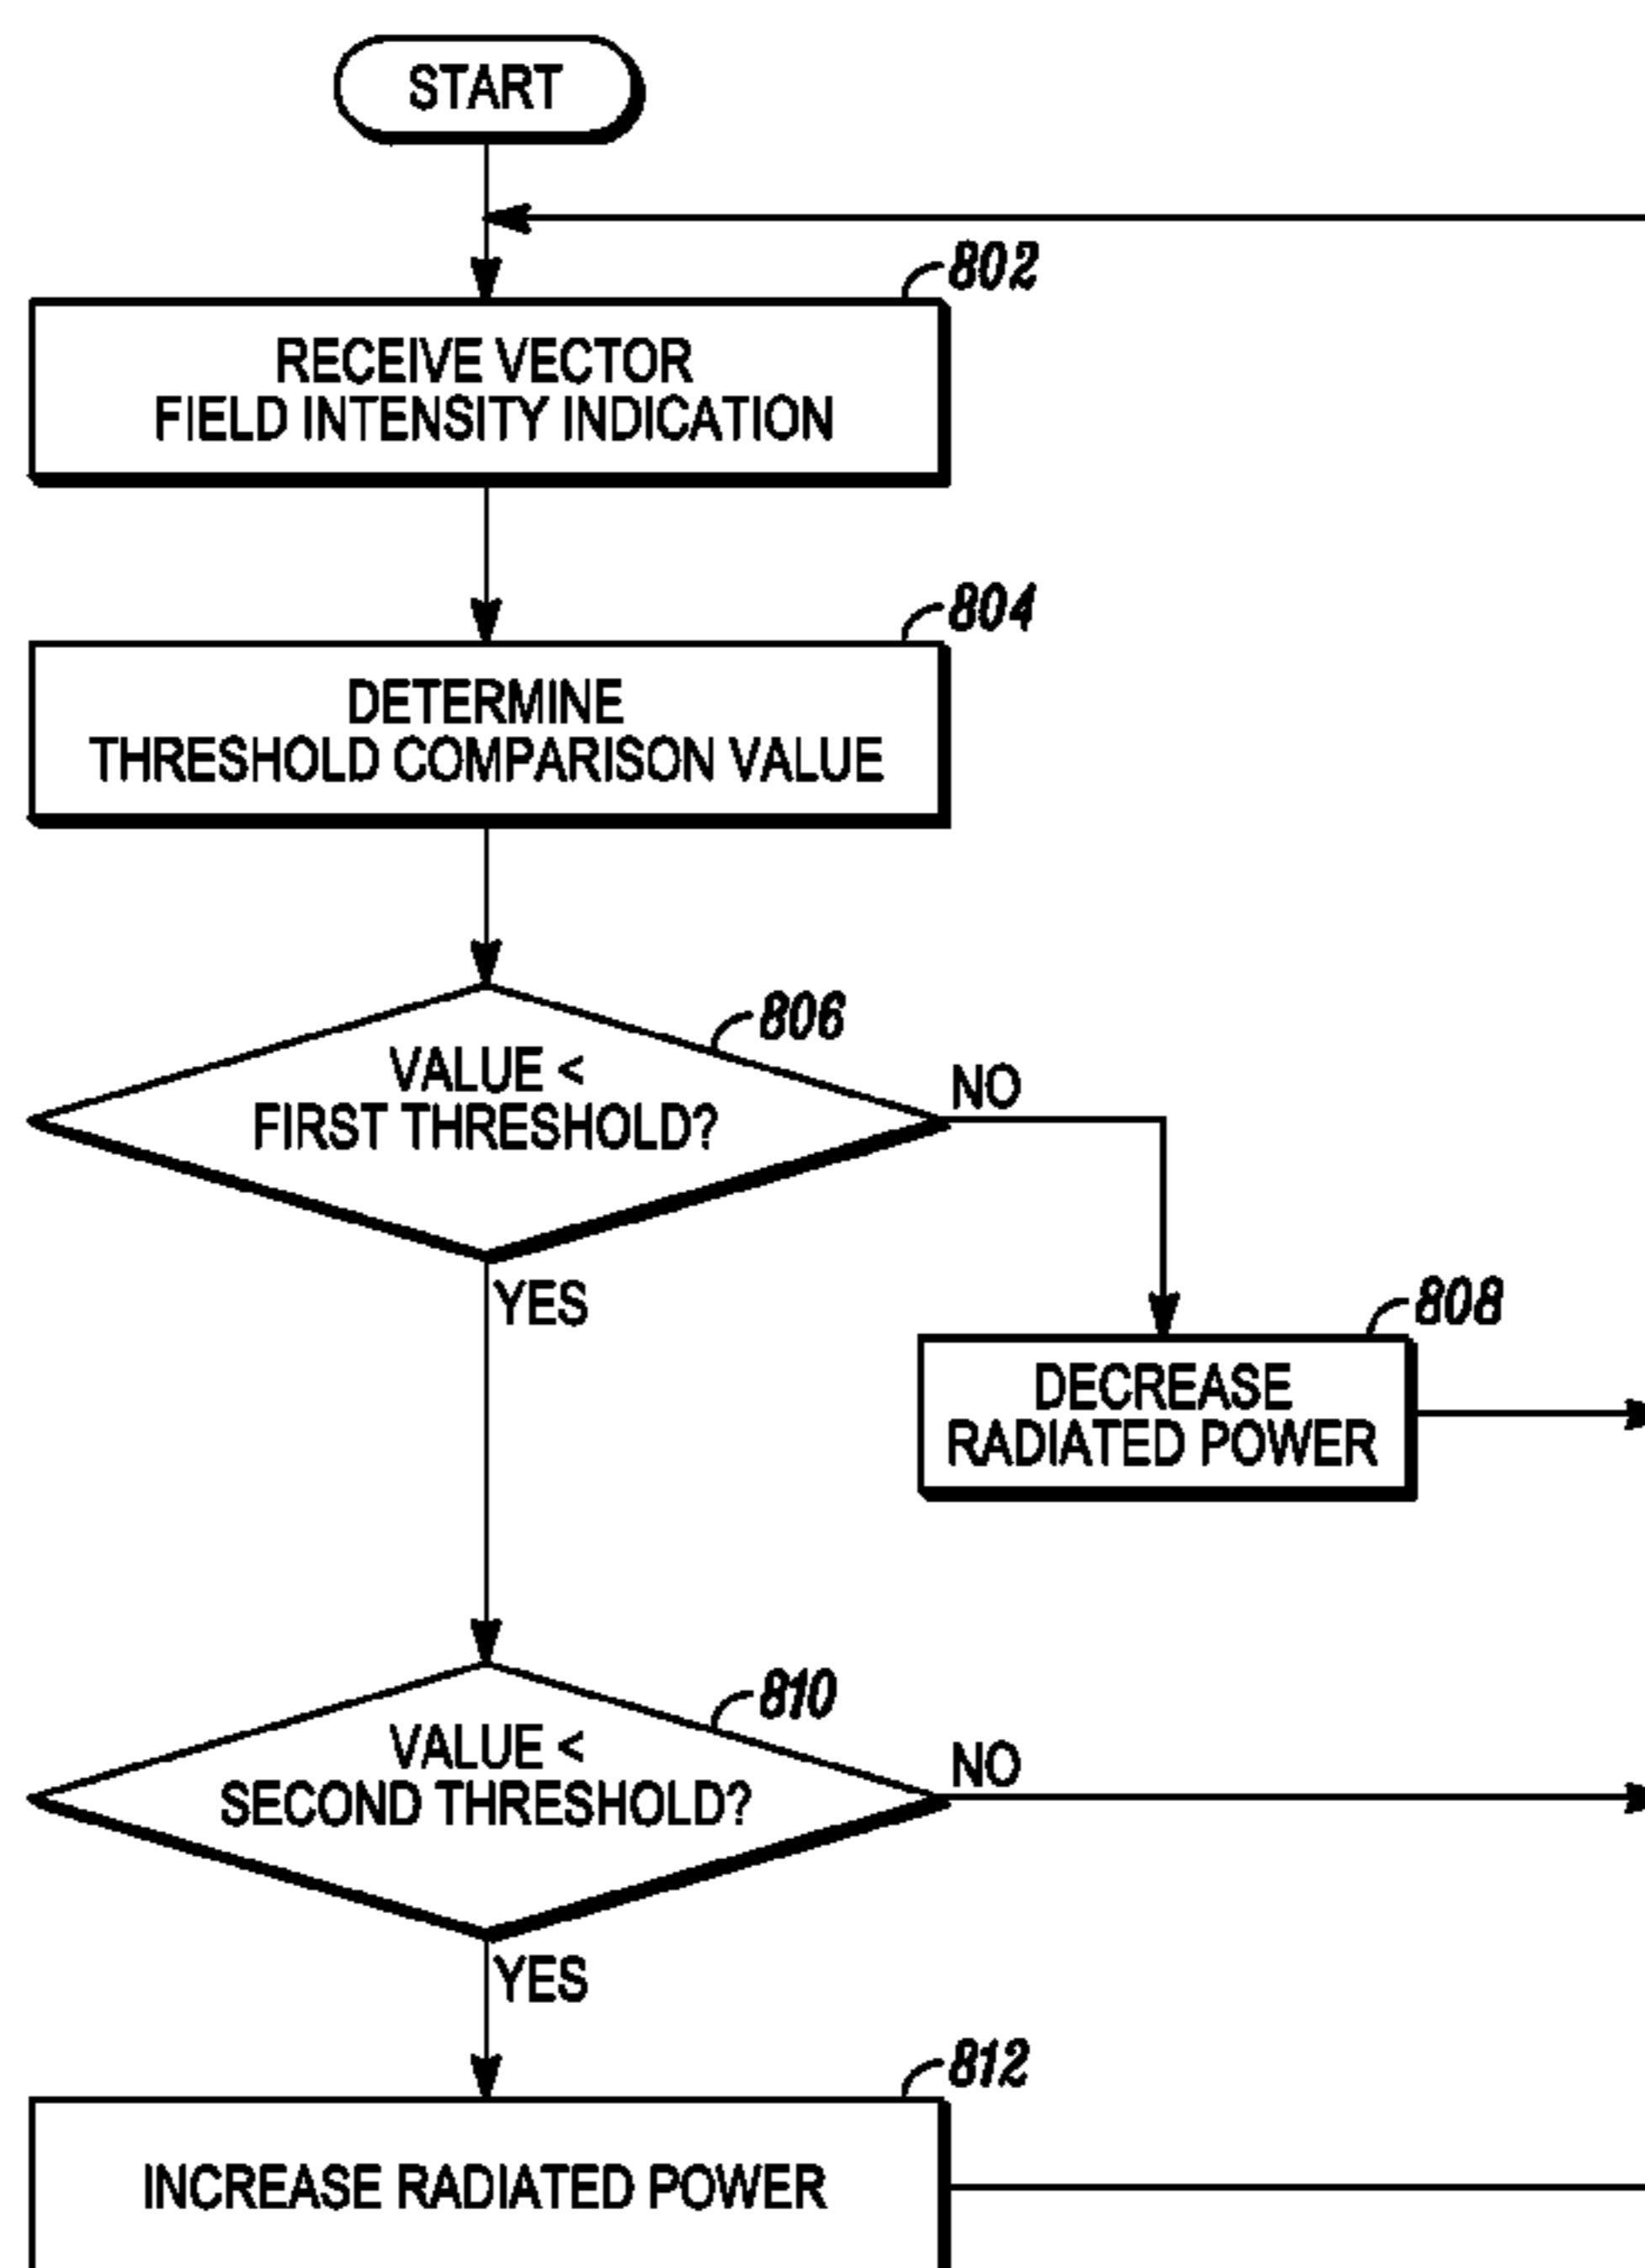 START
802
RECEIVE VECTOR
FIELD INTENSITY INDICATION
804
DETERMINE
THRESHOLD COMPARISON VALUE
806
VALUE <
FIRST THRESHOLD?
NO
YES
808
DECREASE
RADIATED POWER
810
VALUE <
SECOND THRESHOLD?
NO
YES
812
INCREASE RADIATED POWER